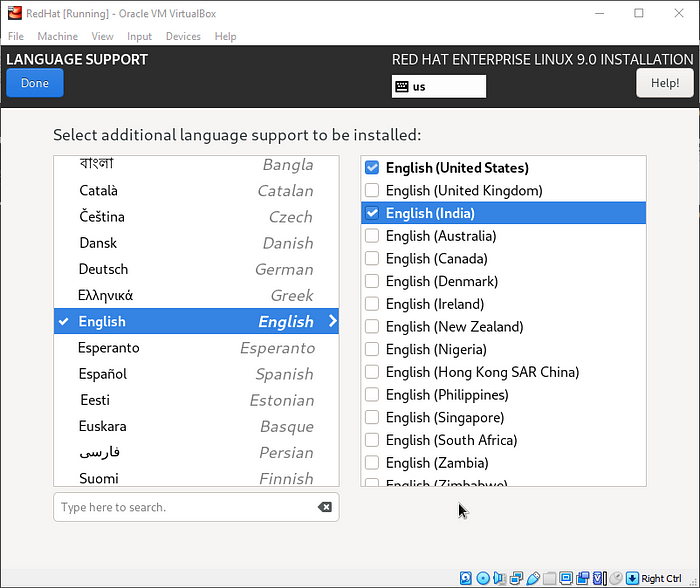 RedHat [Running] - Oracle VM VirtualBox
File Machine View Input Devices Help
LANGUAGE SUPPORT
RED HAT ENTERPRISE LINUX 9.0 INSTALLATION
Done
us
Help!
Select additional language support to be installed:
বাংলা Bangla
Català Catalan
Čeština Czech
Dansk Danish
Deutsch German
Ελληνικά Greek
English English
Esperanto Esperanto
Español Spanish
Eesti Estonian
Euskara Basque
فارسی Persian
Suomi Finnish
Type here to search.
English (United States)
English (United Kingdom)
English (India)
English (Australia)
English (Canada)
English (Denmark)
English (Ireland)
English (New Zealand)
English (Nigeria)
English (Hong Kong SAR China)
English (Philippines)
English (Singapore)
English (South Africa)
English (Zambia)
English (Zimbabwe)
Right Ctrl